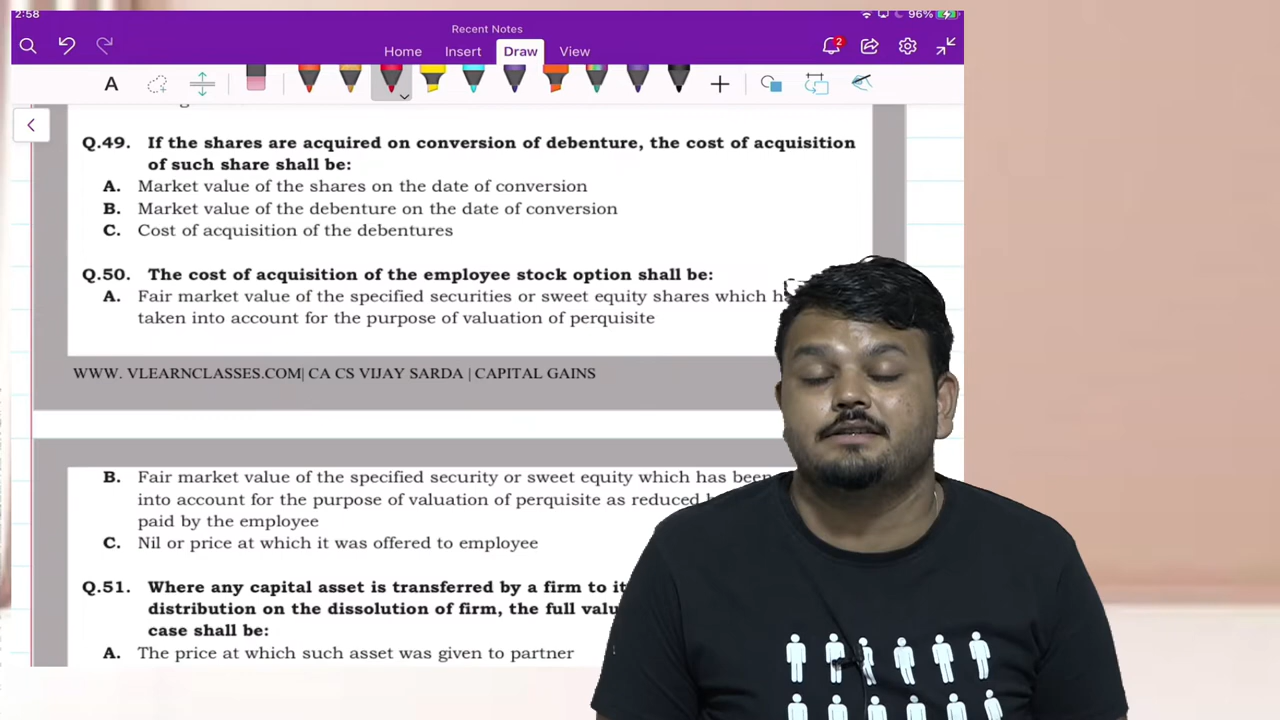 2:58
96%
Recent Notes
2
Home Insert Draw View
A
Q.49. If the shares are acquired on conversion of debenture, the cost of acquisition
of such share shall be:
A. Market value of the shares on the date of conversion
B. Market value of the debenture on the date of conversion
C. Cost of acquisition of the debentures
Q.50. The cost of acquisition of the employee stock option shall be:
A. Fair market value of the specified securities or sweet equity shares which
taken into account for the purpose of valuation of perquisite
WWW. VLEARNCLASSES.COM| CA CS VIJAY SARDA | CAPITAL GAINS
B. Fair market value of the specified security or sweet equity which has been
into account for the purpose of valuation of perquisite as reduced
paid by the employee
C. Nil or price at which it was offered to employee
Q.51. Where any capital asset is transferred by a firm to
distribution on the dissolution of firm, the full
case shall be:
A. The price at which such asset was given to partner